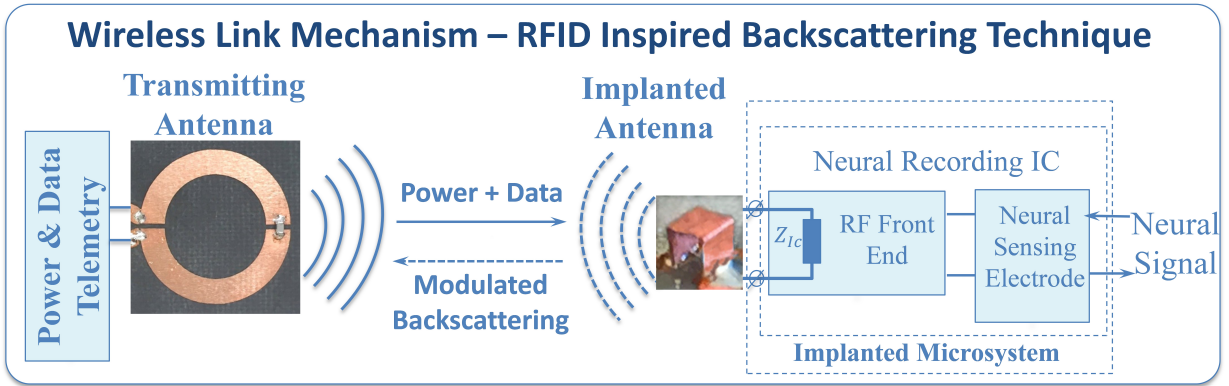 Wireless Link Mechanism – RFID Inspired Backscattering Technique
Transmitting
Antenna
Power & Data
Telemetry
Power + Data
Modulated
Backscattering
Implanted
Antenna
Neural Recording IC
Z_Ic
RF Front
End
Neural
Sensing
Electrode
Neural
Signal
Implanted Microsystem